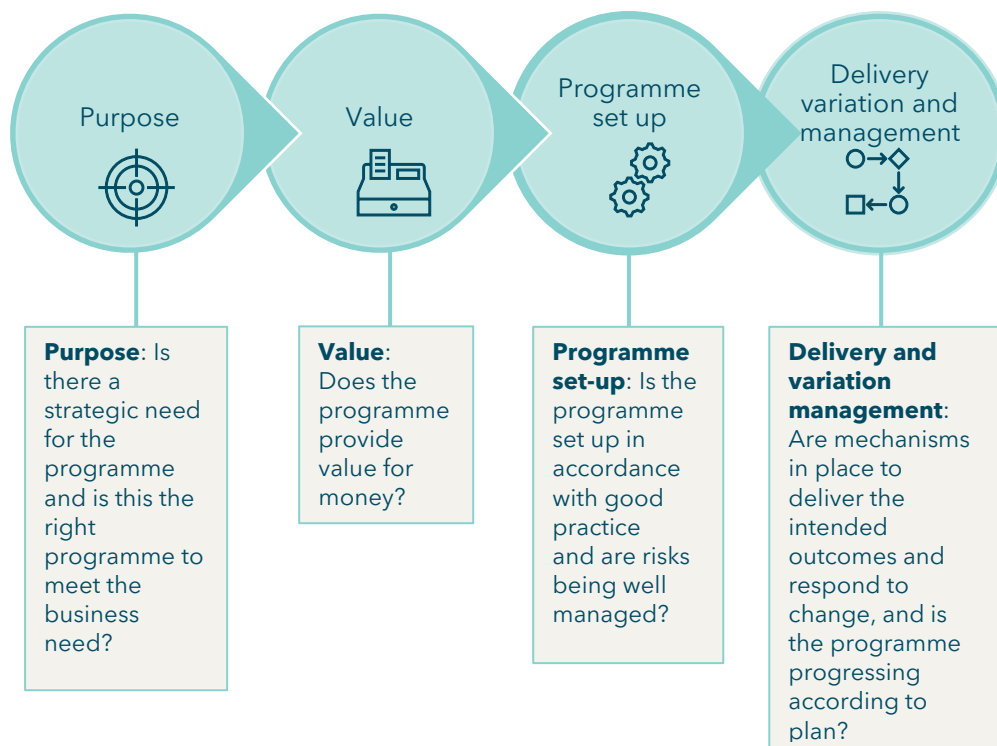 Purpose
Value
Programme
set up
Delivery
variation and
management
Purpose: Is
there a
strategic need
for the
programme
and is this the
right
programme to
meet the
business
need?
Value:
Does the
programme
provide
value for
money?
Programme
set-up: Is the
programme
set up in
accordance
with good
practice
and are risks
being well
managed?
Delivery and
variation
management:
Are mechanisms
in place to
deliver the
intended
outcomes and
respond to
change, and is
the programme
progressing
according to
plan?